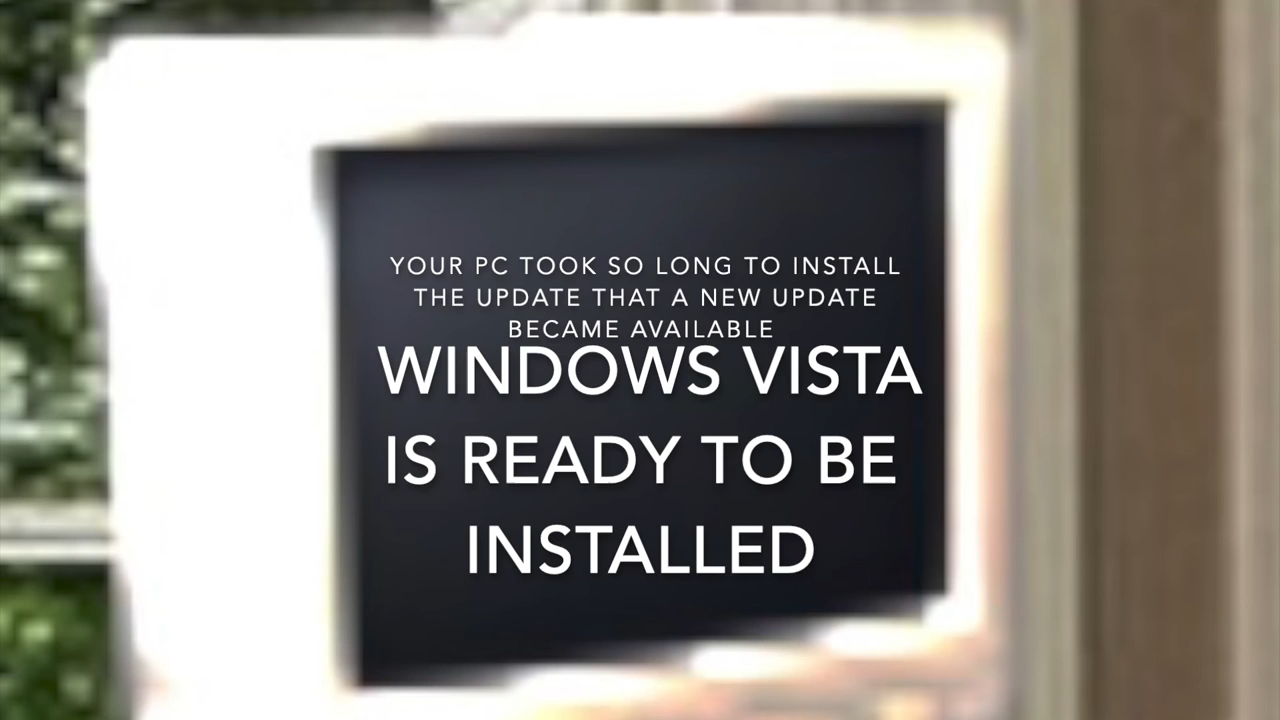 YOUR PC TOOK SO LONG TO INSTALL
THE UPDATE THAT A NEW UPDATE
BECAME AVAILABLE
WINDOWS VISTA
IS READY TO BE
INSTALLED